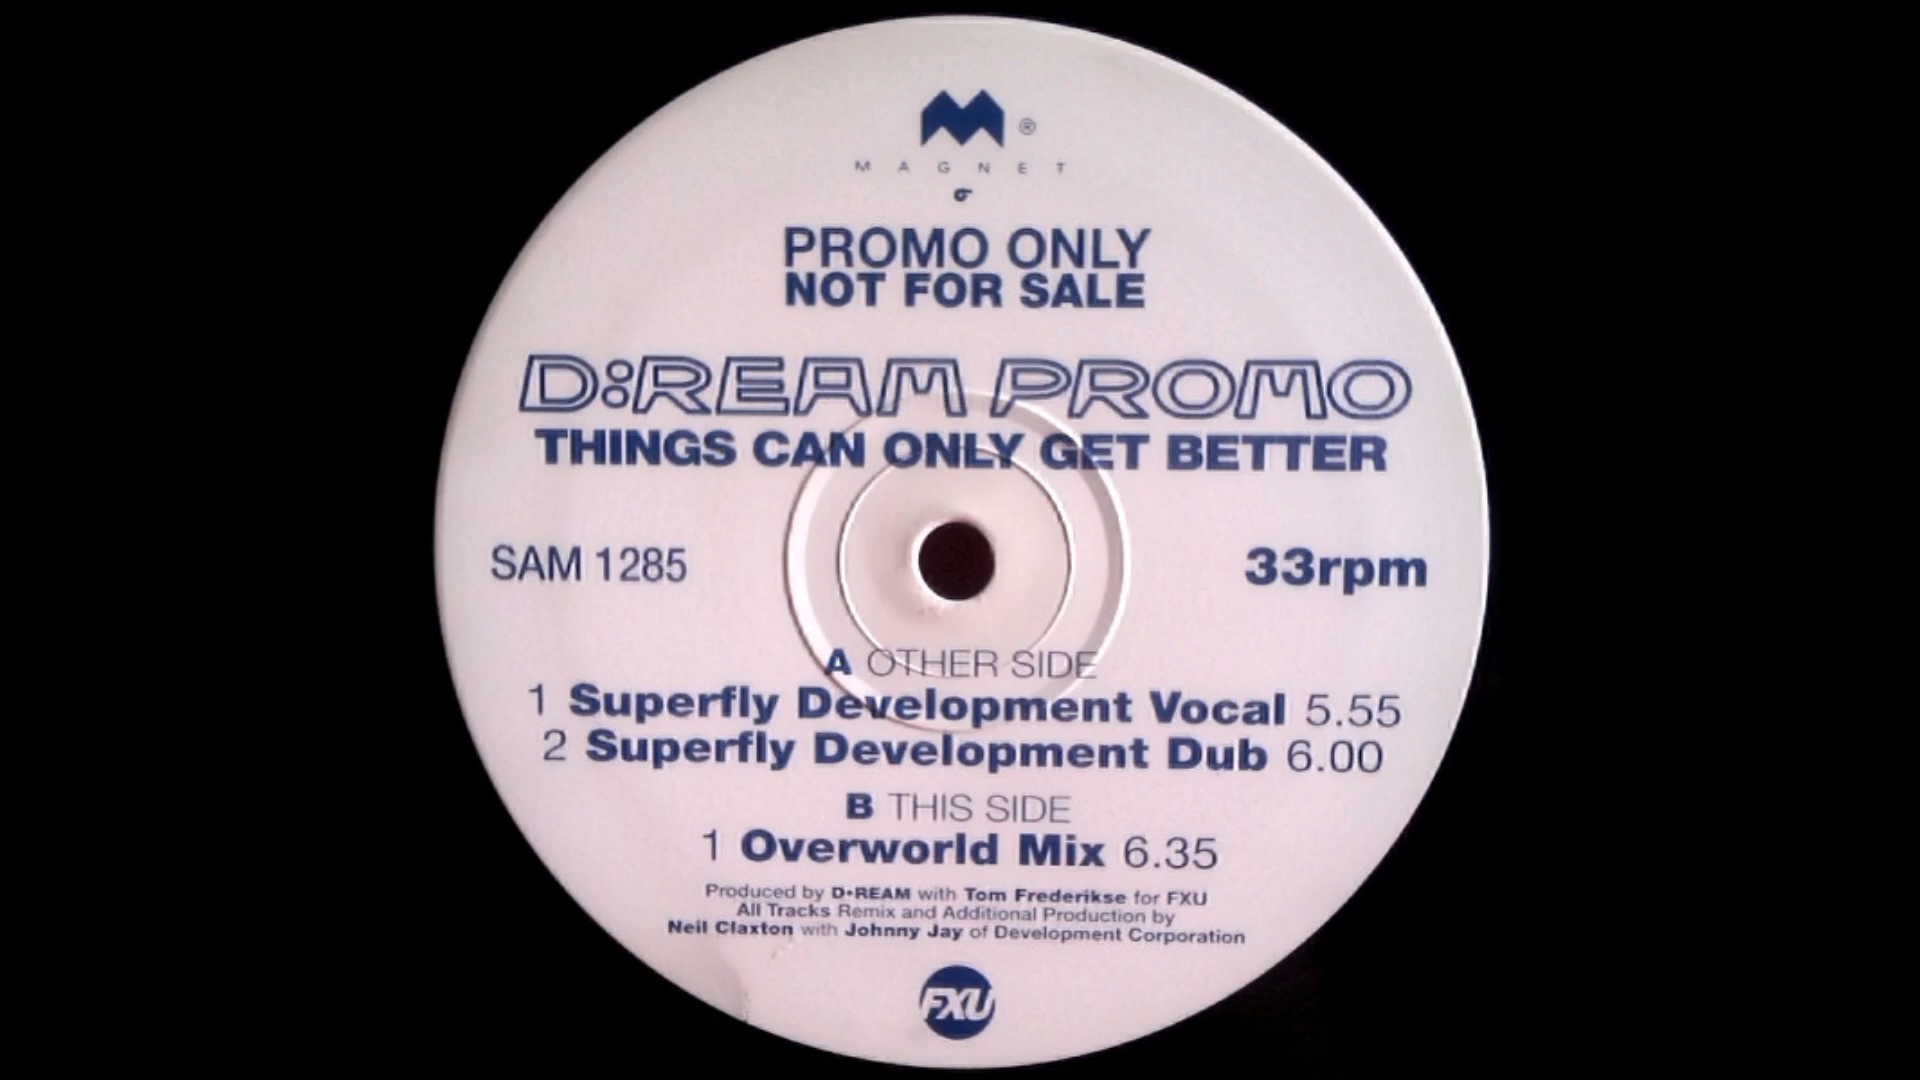 ®
MAGNET
PROMO ONLY
NOT FOR SALE
D:REAM PROMO
THINGS CAN ONLY GET BETTER
SAM 1285
33rpm
A OTHER SIDE
1 Superfly Development Vocal 5.55
2 Superfly Development Dub 6.00
B THIS SIDE
1 Overworld Mix 6.35
Produced by D•REAM with Tom Frederikse for FXU
All Tracks Remix and Additional Production by
Neil Claxton with Johnny Jay of Development Corporation
FXU